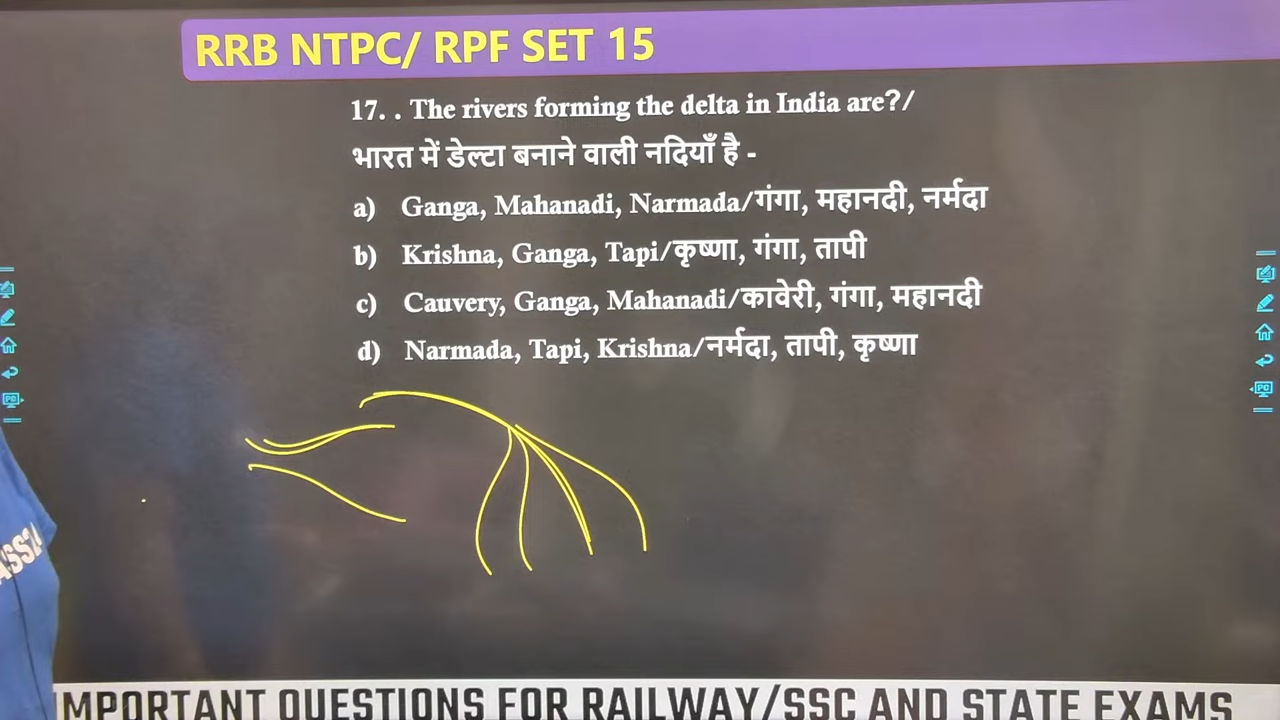 RRB NTPC/ RPF SET 15
17. . The rivers forming the delta in India are?/
भारत में डेल्टा बनाने वाली नदियाँ है -
a) Ganga, Mahanadi, Narmada/गंगा, महानदी, नर्मदा
b) Krishna, Ganga, Tapi/कृष्णा, गंगा, तापी
c) Cauvery, Ganga, Mahanadi/कावेरी, गंगा, महानदी
d) Narmada, Tapi, Krishna/नर्मदा, तापी, कृष्णा
IMPORTANT QUESTIONS FOR RAILWAY/SSC AND STATE EXAMS